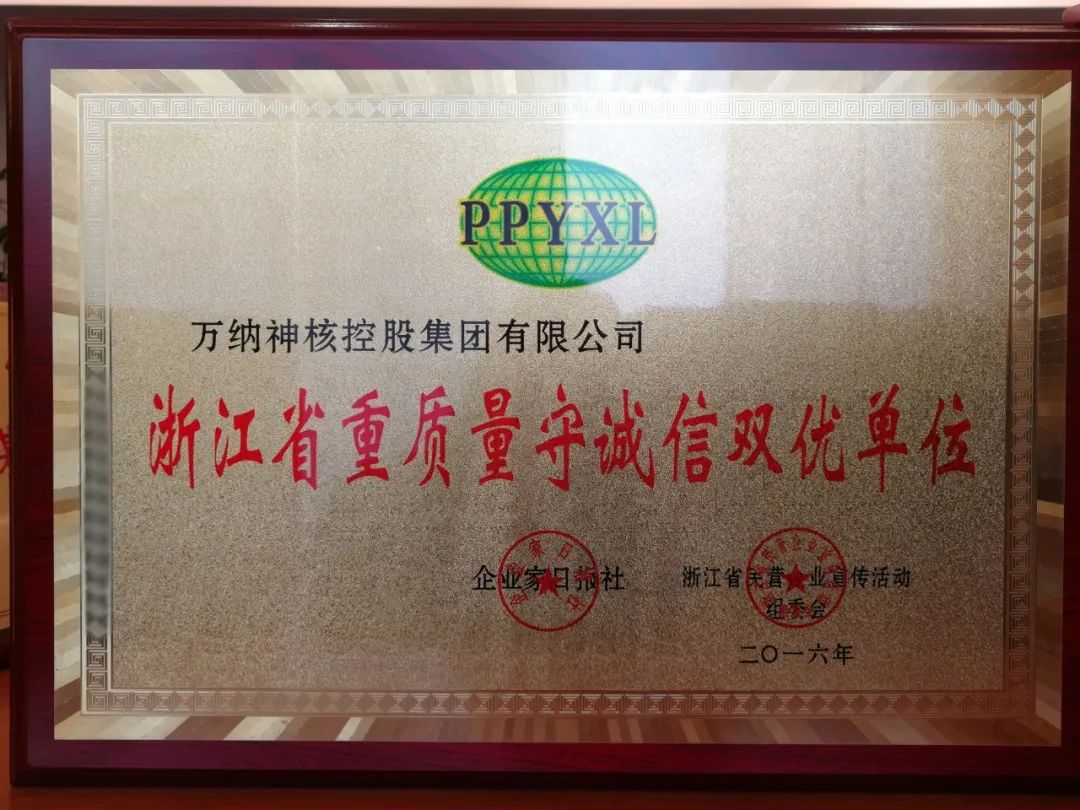 PPYXL
万纳神核控股集团有限公司
浙江省重质量守诚信双优单位
企业家日报社
浙江省民营企业宣传活动
组委会
二〇一六年